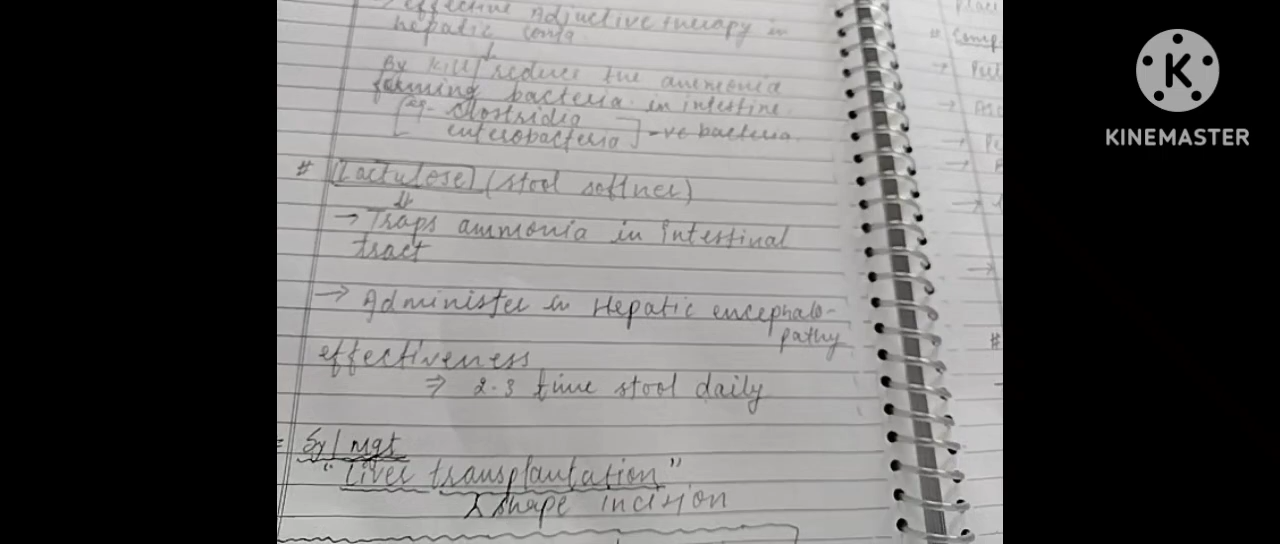 effective Adjuctive therapy in
hepatic coma
↓
By Kill/reduce the ammonia
forming bacteria in intestine
eg- Clostridia
enterobacteria ] -ve bacteria
# Lactulose (stool softner)
⇓
→ Traps ammonia in intestinal
tract
→ Administer in Hepatic encephalo-
pathy
effectiveness
⇒ 2-3 time stool daily
= Sx/mgt
"Liver transplantation"
shape incision
place
Comp
#
K
KINEMASTER